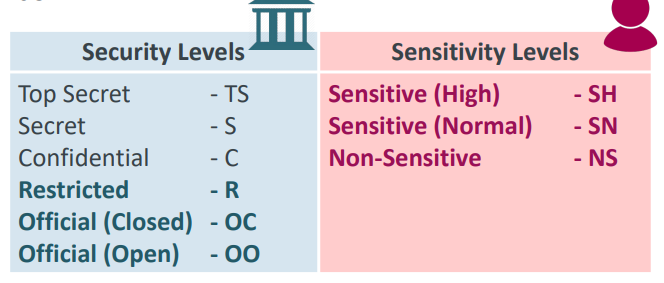 Security Levels
Sensitivity Levels
Top Secret - TS
Secret - S
Confidential - C
Restricted - R
Official (Closed) - OC
Official (Open) - OO
Sensitive (High) - SH
Sensitive (Normal) - SN
Non-Sensitive - NS